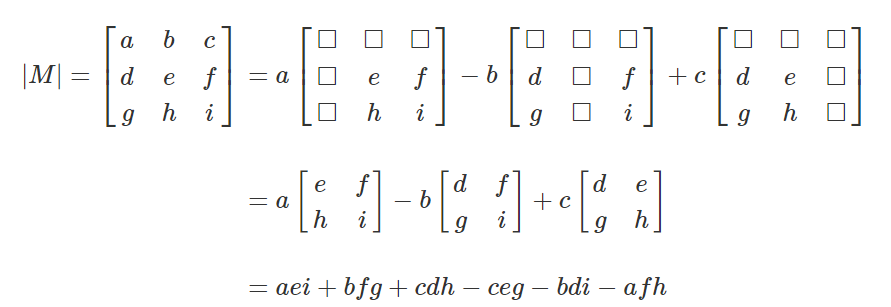 |M| = [a b c; d e f; g h i] = a [□ □ □; □ e f; □ h i] − b [□ □ □; d □ f; g □ i] + c [□ □ □; d e □; g h □]
= a [e f; h i] − b [d f; g i] + c [d e; g h]
= aei + bfg + cdh − ceg − bdi − afh